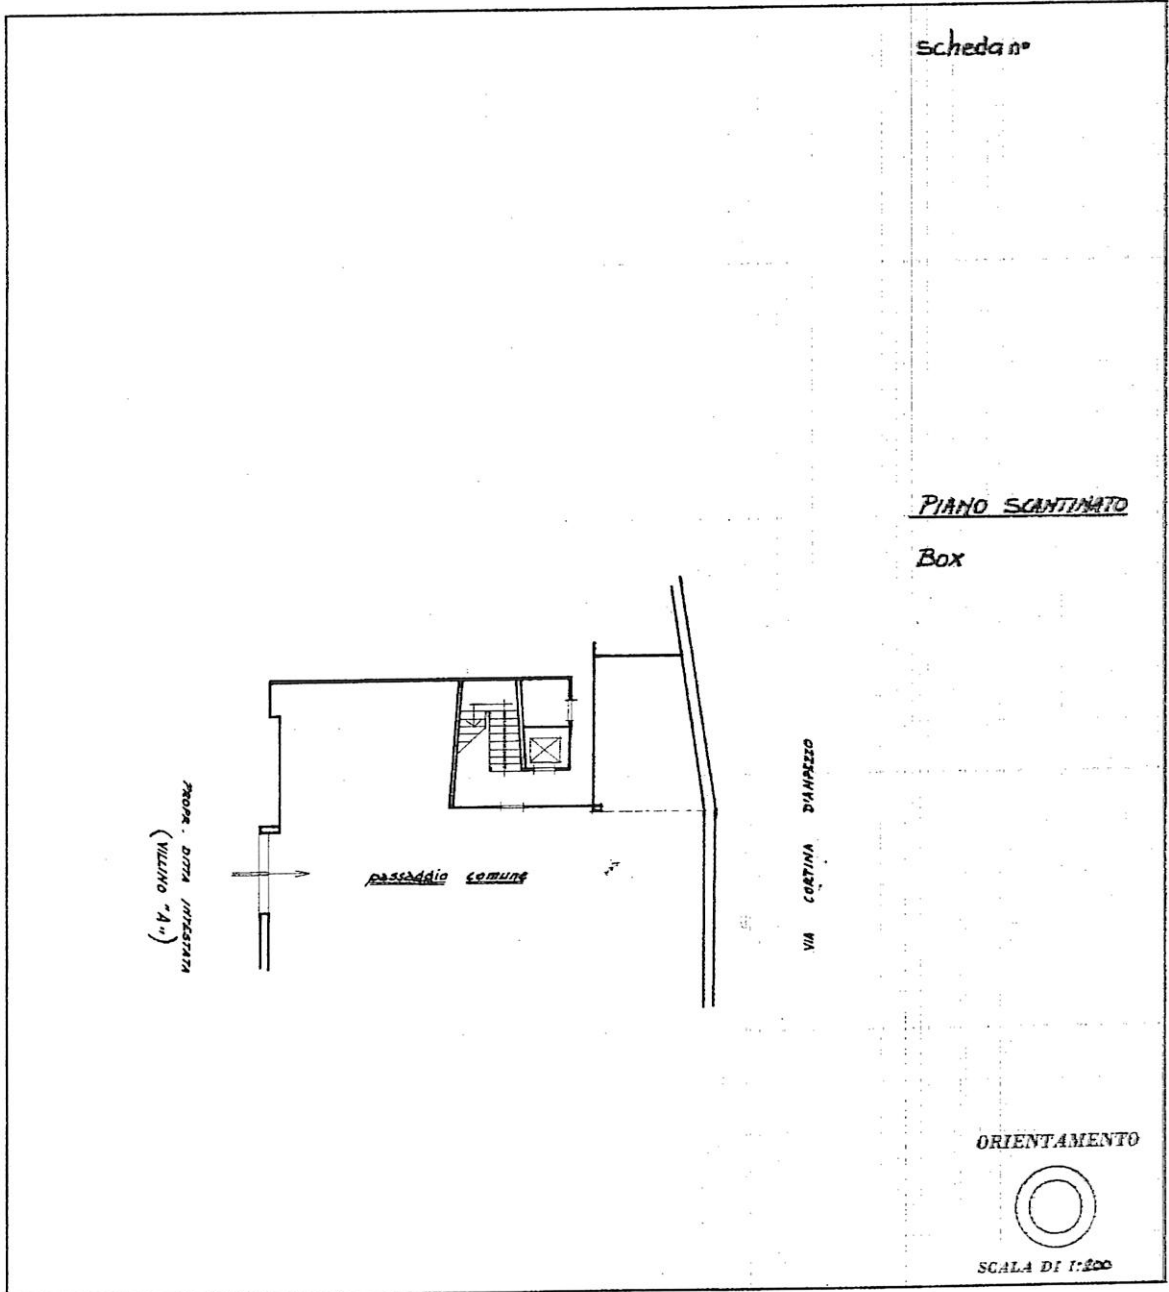 scheda n°
PIANO SCANTINATO
Box
PROPR. DITTA INTESTATA
(VILLINO "A")
passaggio comune
VIA CORTINA D'AMPEZZO
ORIENTAMENTO
SCALA DI 1:200